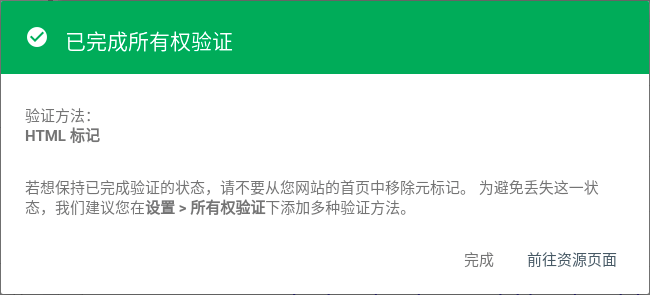 已完成所有权验证
验证方法：
HTML 标记
若想保持已完成验证的状态，请不要从您网站的首页中移除元标记。 为避免丢失这一状
态，我们建议您在设置 > 所有权验证下添加多种验证方法。
完成 前往资源页面